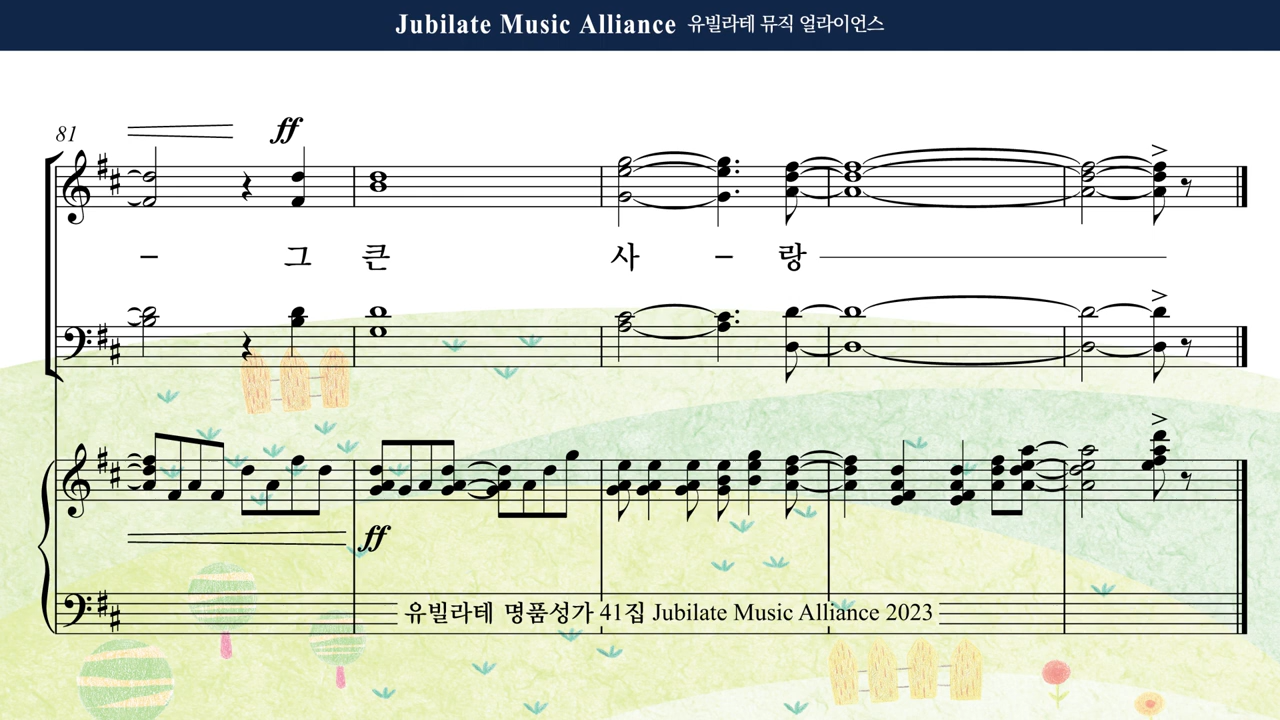 Jubilate Music Alliance 유빌라테 뮤직 얼라이언스
81
ff
- 그 큰 사 - 랑
ff
유빌라테 명품성가 41집 Jubilate Music Alliance 2023